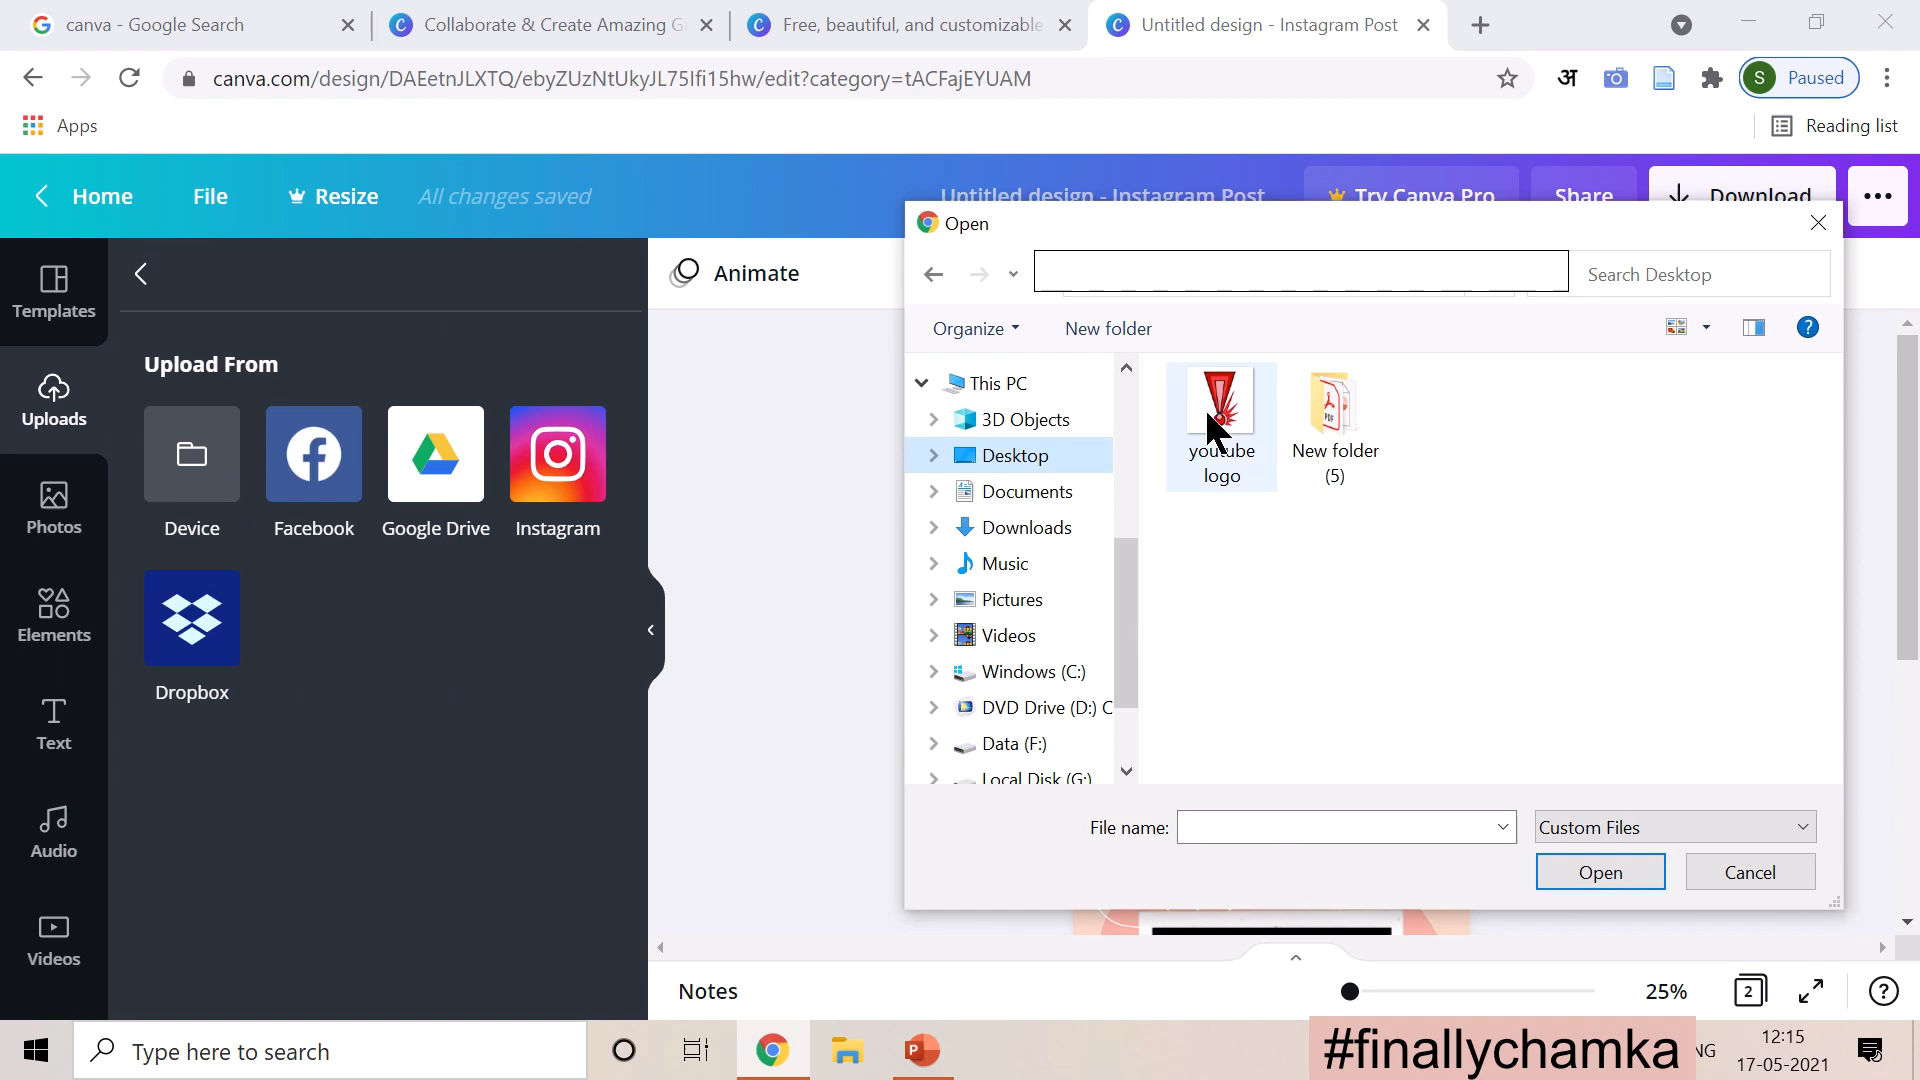 canva - Google Search
Collaborate & Create Amazing G
Free, beautiful, and customizable
Untitled design - Instagram Post
canva.com/design/DAEetnJLXTQ/ebyZUzNtUkyJL75lfi15hw/edit?category=tACFajEYUAM
अ
S Paused
Apps
Reading list
Home
File
Resize
All changes saved
Untitled design - Instagram Post
Try Canva Pro
Share
Download
Open
Templates
Animate
Search Desktop
Organize
New folder
Upload From
Uploads
Device
Facebook
Google Drive
Instagram
Dropbox
Photos
Elements
Text
Audio
Videos
This PC
3D Objects
Desktop
Documents
Downloads
Music
Pictures
Videos
Windows (C:)
DVD Drive (D:) C
Data (F:)
Local Disk (G:)
youtube
logo
PDF
New folder
(5)
File name:
Custom Files
Open
Cancel
Notes
25%
2
Type here to search
#finallychamka
NG
12:15
17-05-2021